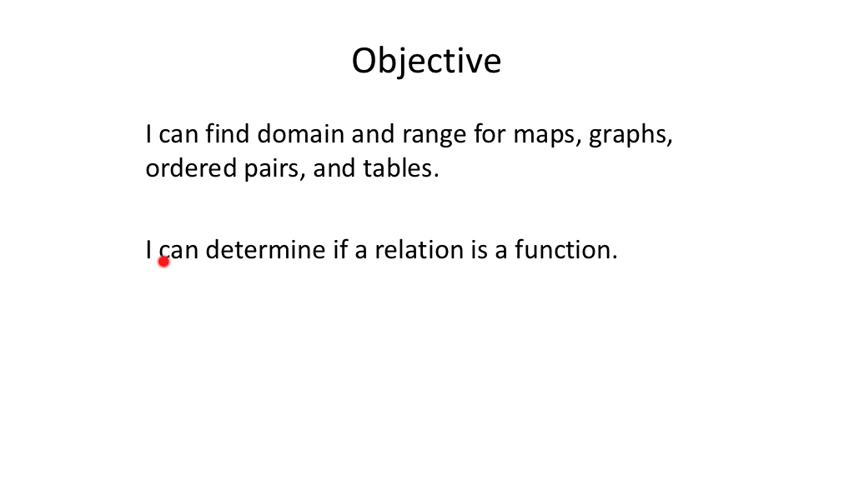 Objective
I can find domain and range for maps, graphs,
ordered pairs, and tables.
I can determine if a relation is a function.